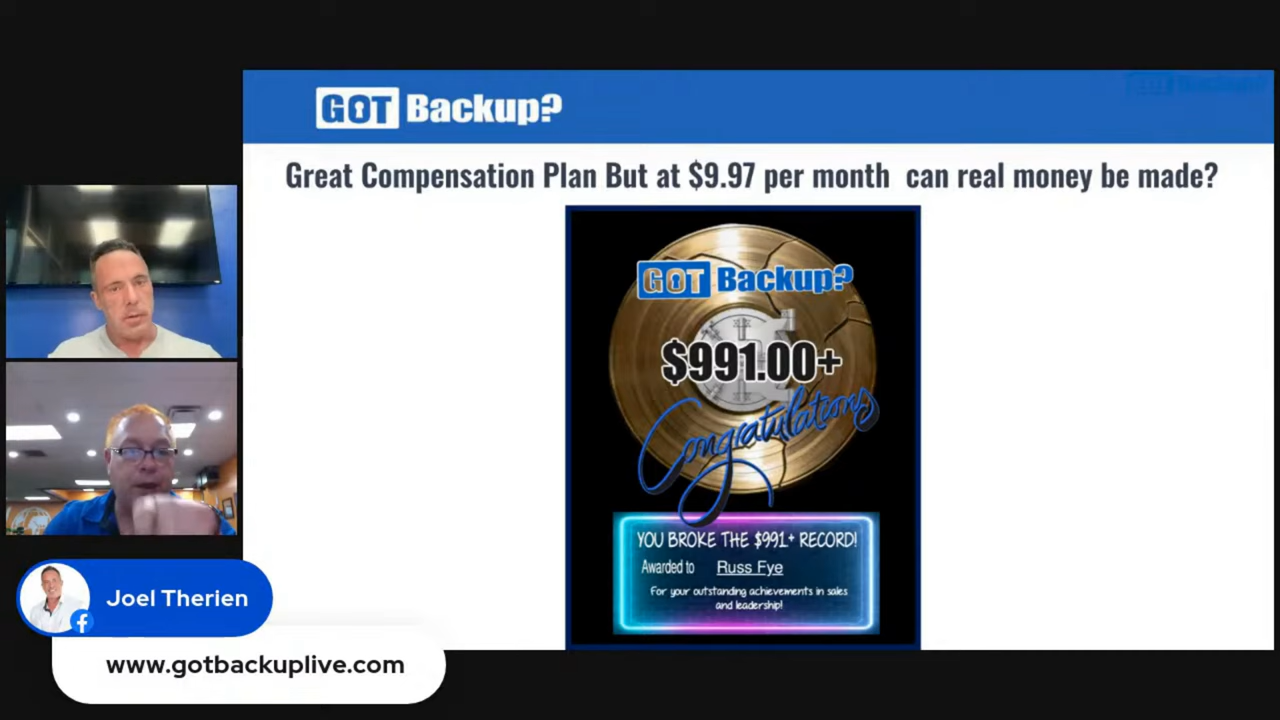 GOT Backup?
Great Compensation Plan But at $9.97 per month can real money be made?
GOT Backup?
$991.00+
Congratulations
YOU BROKE THE $991+ RECORD!
Awarded to Russ Fye
For your outstanding achievements in sales
and leadership!
Joel Therien
www.gotbackuplive.com